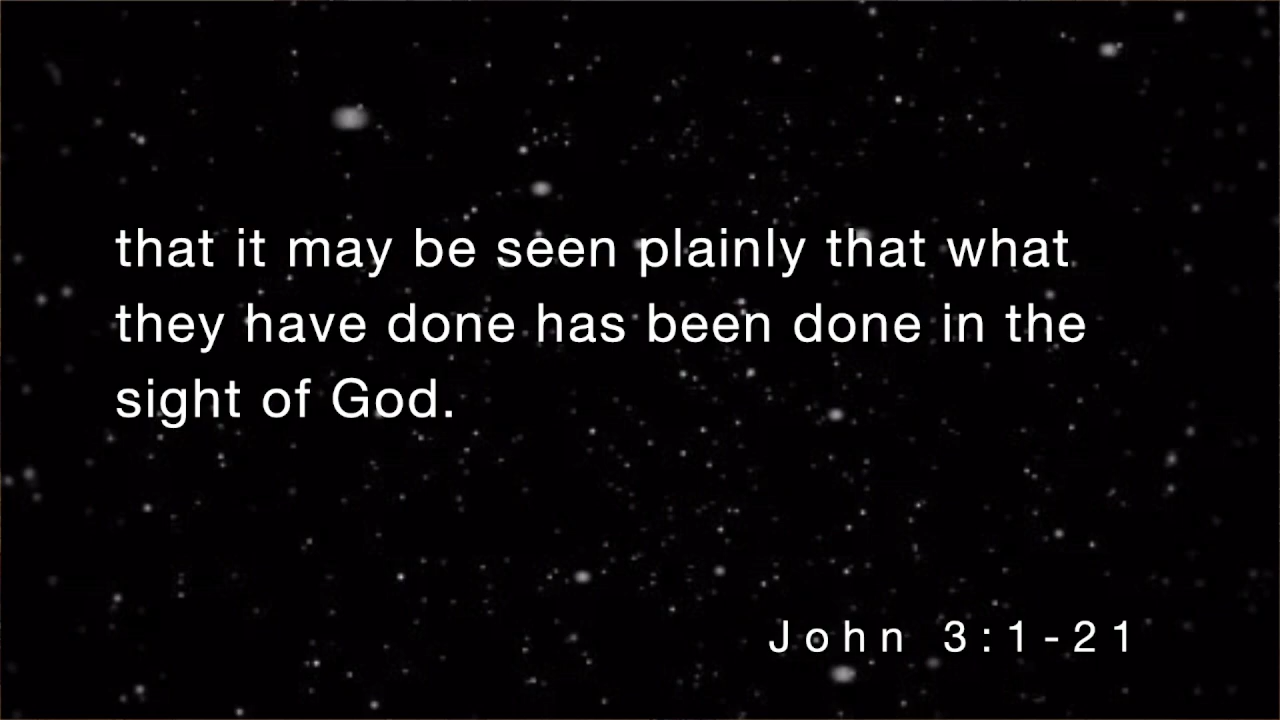 that it may be seen plainly that what
they have done has been done in the
sight of God.
John 3:1-21